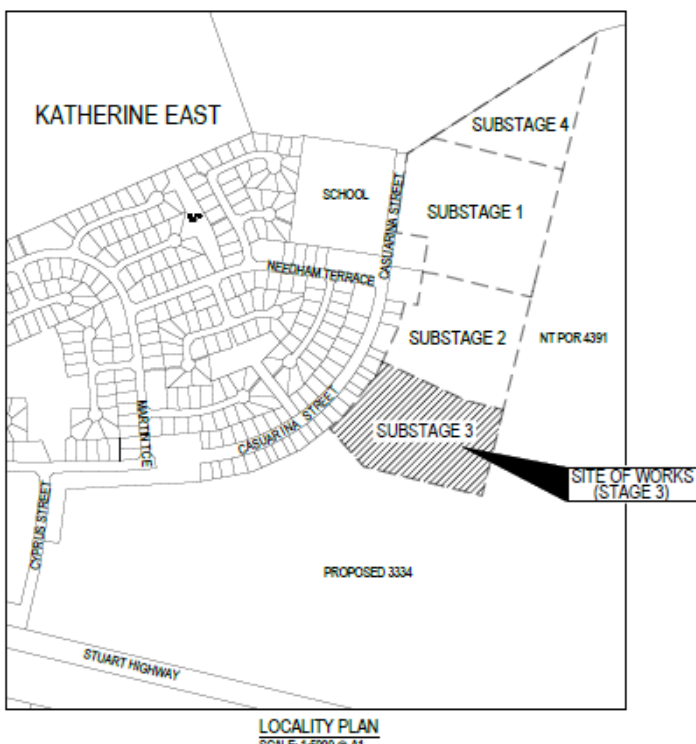 KATHERINE EAST
SUBSTAGE 4
SCHOOL
CASUARINA STREET
SUBSTAGE 1
NEEDHAM TERRACE
SUBSTAGE 2
NT POR 4391
CASUARINA STREET
SUBSTAGE 3
MARTIN TCE
SITE OF WORKS
(STAGE 3)
CYPRUS STREET
PROPOSED 3334
STUART HIGHWAY
LOCALITY PLAN